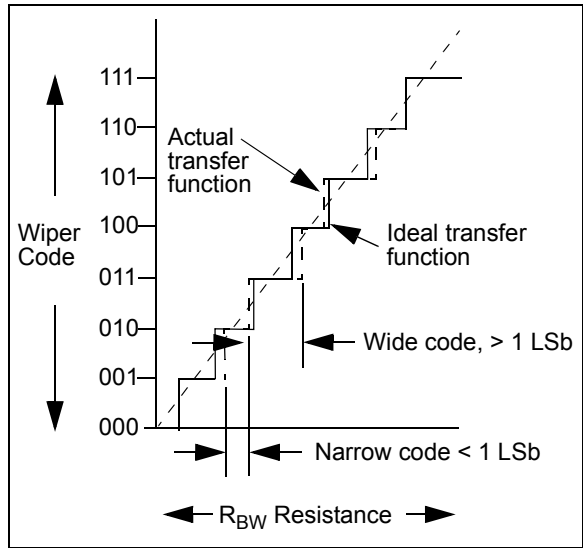 111
110
Actual
transfer
function
101
Wiper
Code
100
Ideal transfer
function
011
010
Wide code, > 1 LSb
001
000
Narrow code < 1 LSb
RBW Resistance